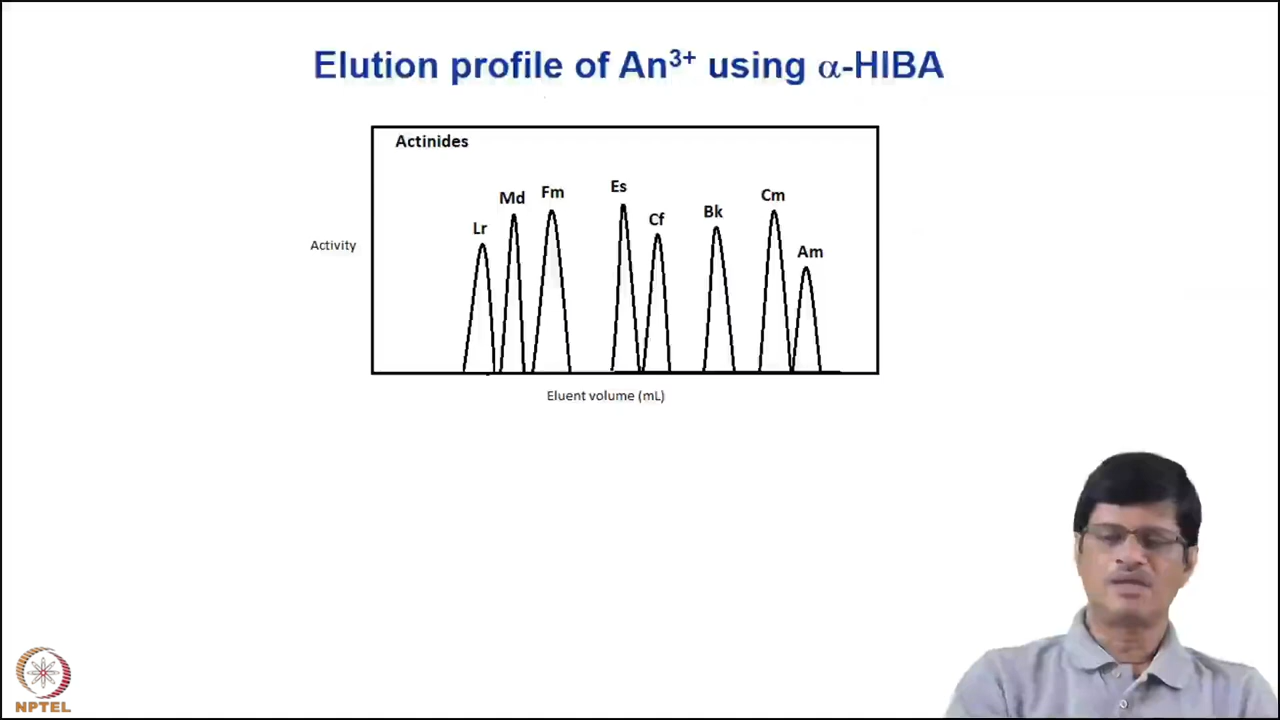 Elution profile of An³⁺ using α-HIBA
Actinides
Lr
Md
Fm
Es
Cf
Bk
Cm
Am
Activity
Eluent volume (mL)
NPTEL